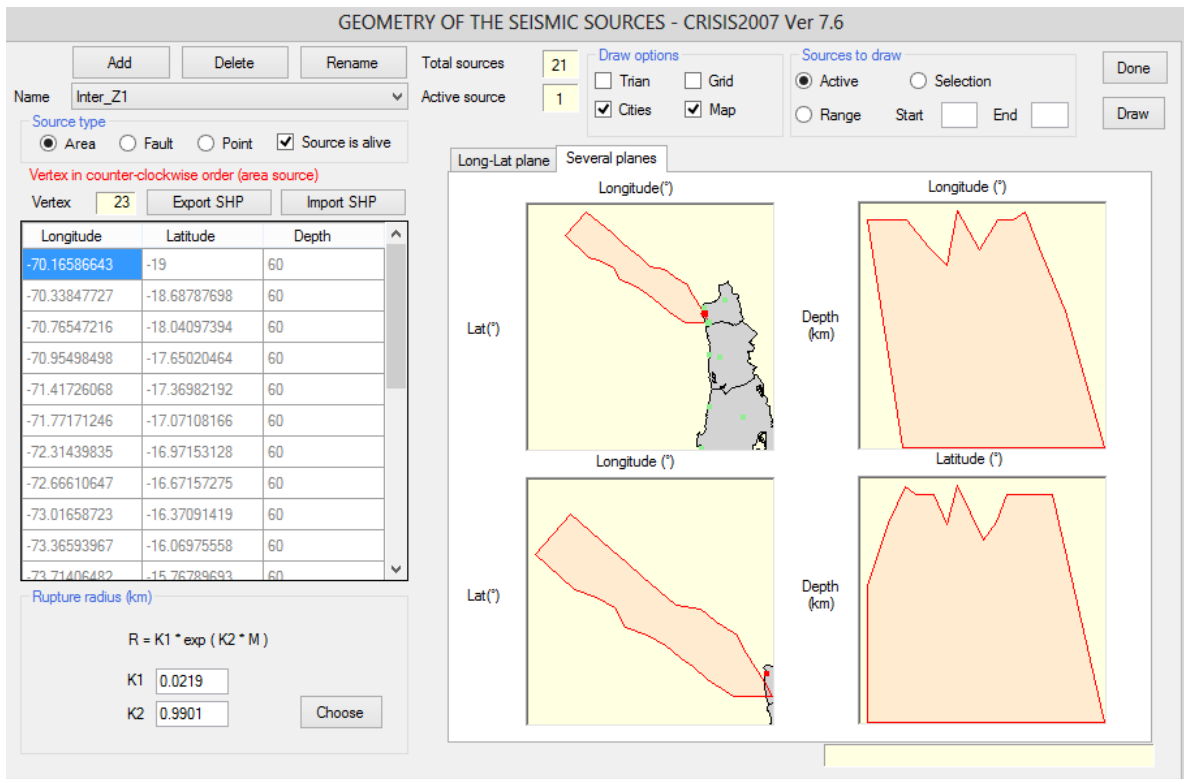 GEOMETRY OF THE SEISMIC SOURCES - CRISIS2007 Ver 7.6
Add Delete Rename
Name Inter_Z1
Source type
Area Fault Point Source is alive
Vertex in counter-clockwise order (area source)
Vertex 23 Export SHP Import SHP
Longitude Latitude Depth
-70.16586643 -19 60
-70.33847727 -18.68787698 60
-70.76547216 -18.04097394 60
-70.95498498 -17.65020464 60
-71.41726068 -17.36982192 60
-71.77171246 -17.07108166 60
-72.31439835 -16.97153128 60
-72.66610647 -16.67157275 60
-73.01658723 -16.37091419 60
-73.36593967 -16.06975558 60
-73.71406482 -15.76789693 60
Rupture radius (km)
R = K1 * exp ( K2 * M )
K1 0.0219
K2 0.9901
Choose
Total sources 21
Active source 1
Draw options
Trian Grid
Cities Map
Sources to draw
Active Selection
Range Start End
Done
Draw
Long-Lat plane Several planes
Longitude(°)
Lat(°)
Longitude (°)
Depth
(km)
Longitude (°)
Lat(°)
Latitude (°)
Depth
(km)